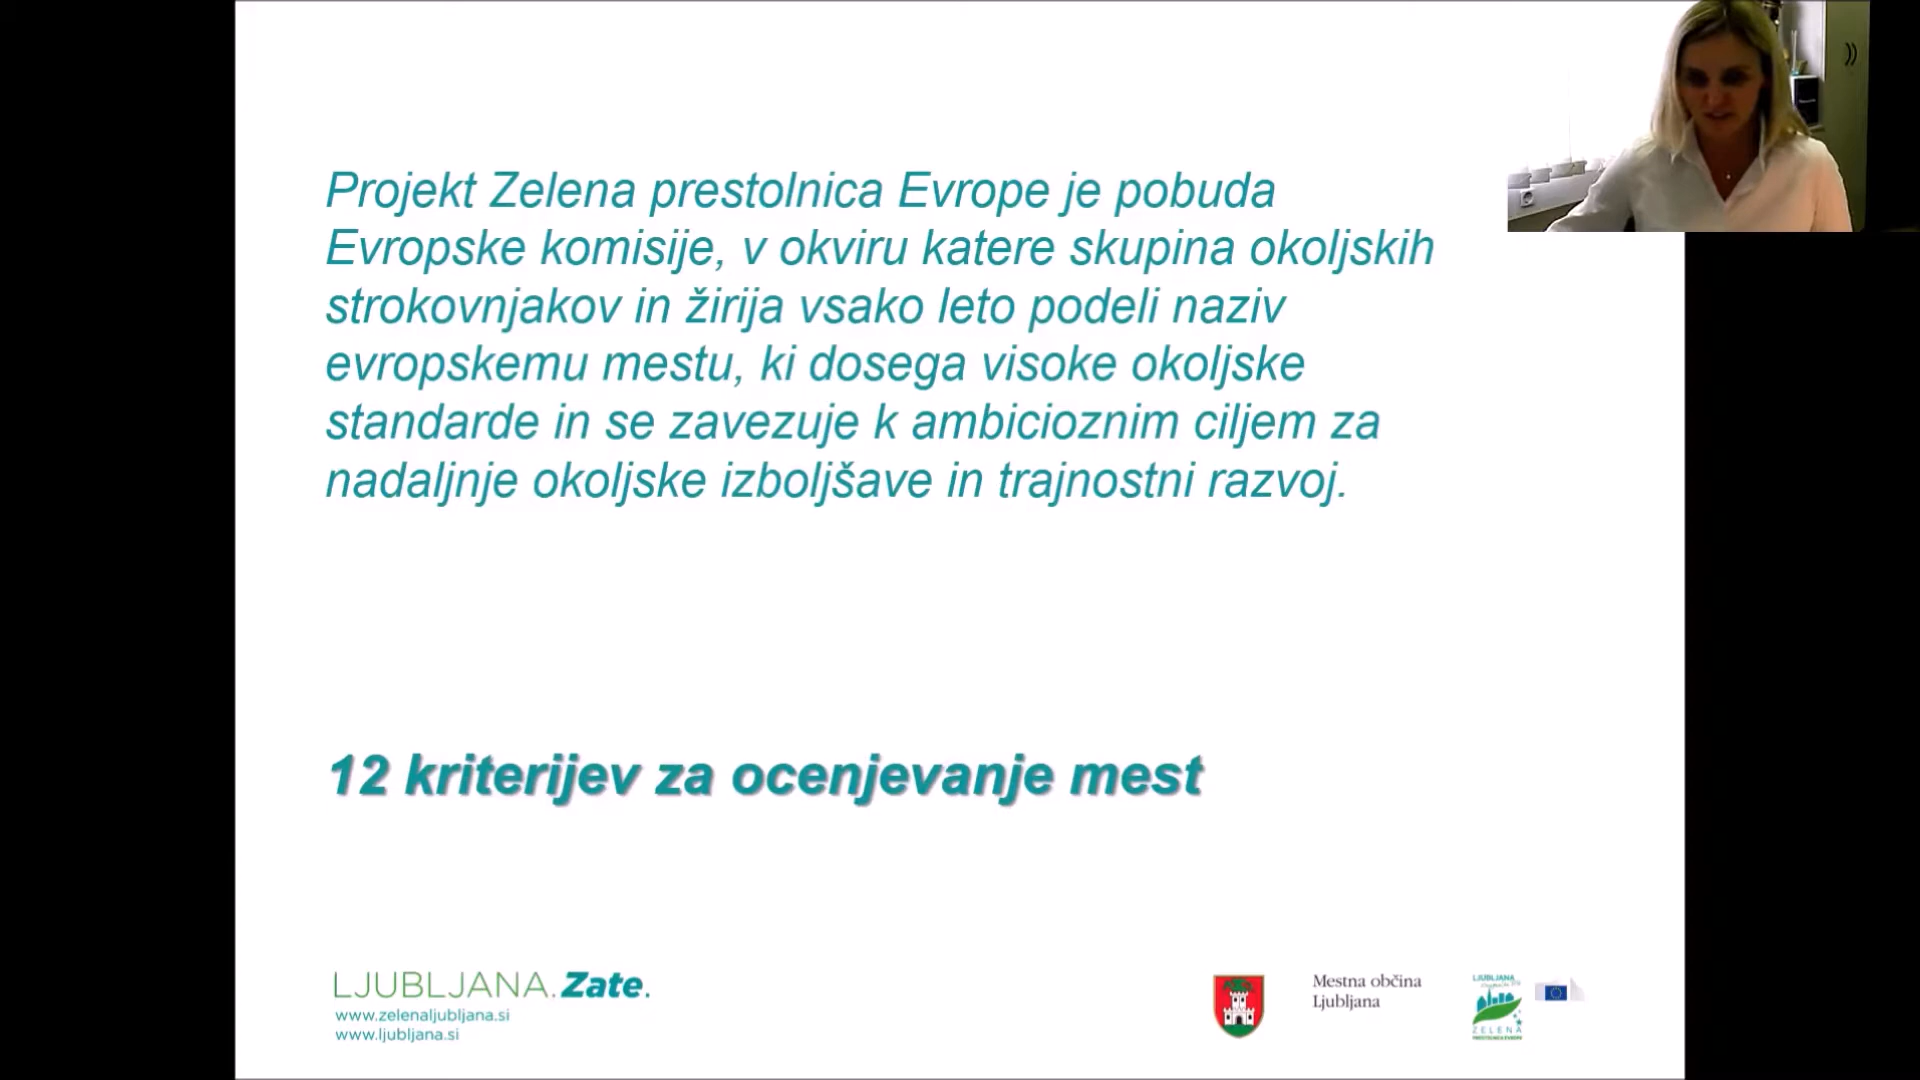 Projekt Zelena prestolnica Evrope je pobuda
Evropske komisije, v okviru katere skupina okoljskih
strokovnjakov in žirija vsako leto podeli naziv
evropskemu mestu, ki dosega visoke okoljske
standarde in se zavezuje k ambicioznim ciljem za
nadaljnje okoljske izboljšave in trajnostni razvoj.
12 kriterijev za ocenjevanje mest
LJUBLJANA. Zate.
www.zelenaljubljana.si
www.ljubljana.si
Mestna občina
Ljubljana
LJUBLJANA
ZELENA
PRESTOLNICA EVROPE